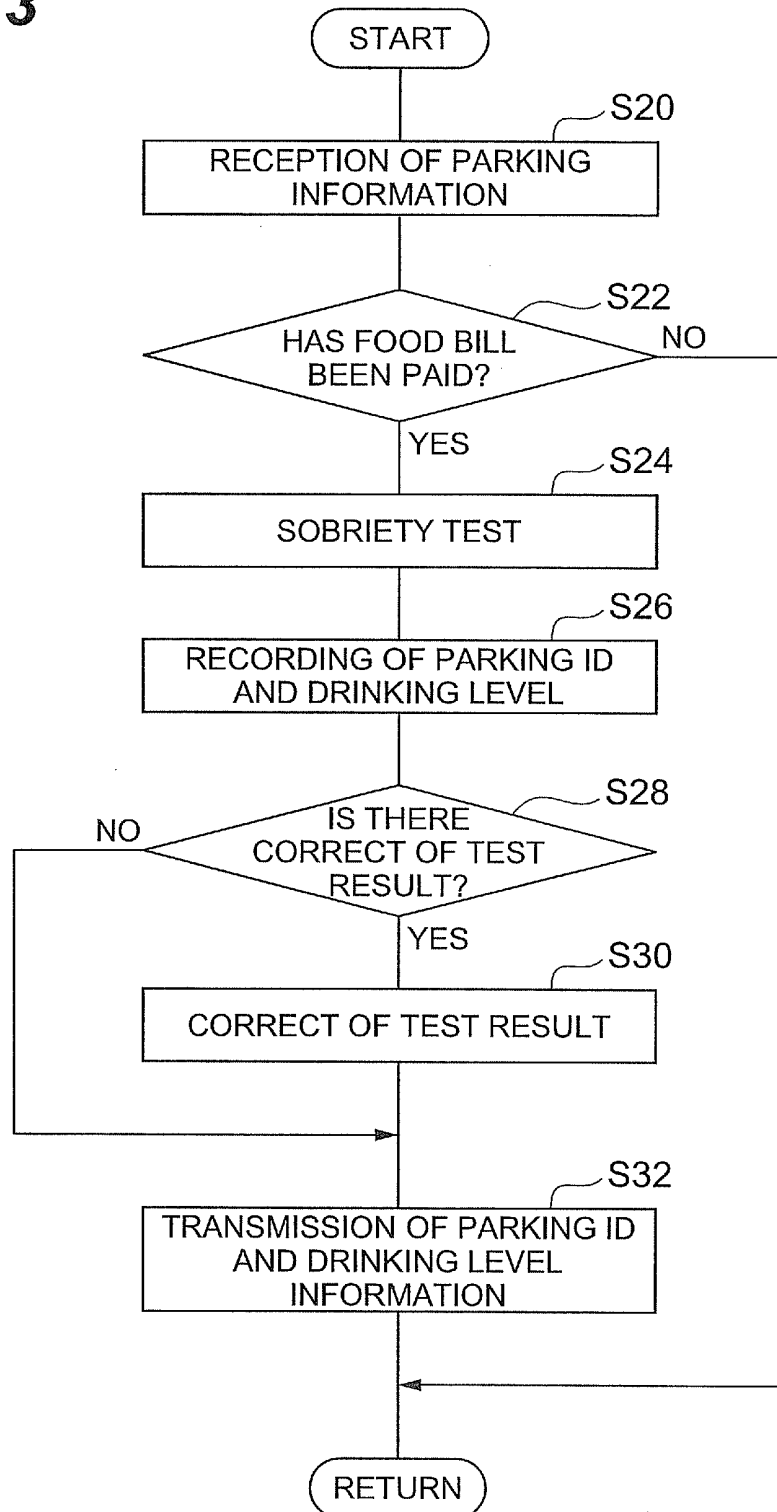 3
START
S20
RECEPTION OF PARKING
INFORMATION
S22
HAS FOOD BILL
BEEN PAID?
NO
YES
S24
SOBRIETY TEST
S26
RECORDING OF PARKING ID
AND DRINKING LEVEL
S28
NO
IS THERE
CORRECT OF TEST
RESULT?
YES
S30
CORRECT OF TEST RESULT
S32
TRANSMISSION OF PARKING ID
AND DRINKING LEVEL
INFORMATION
RETURN